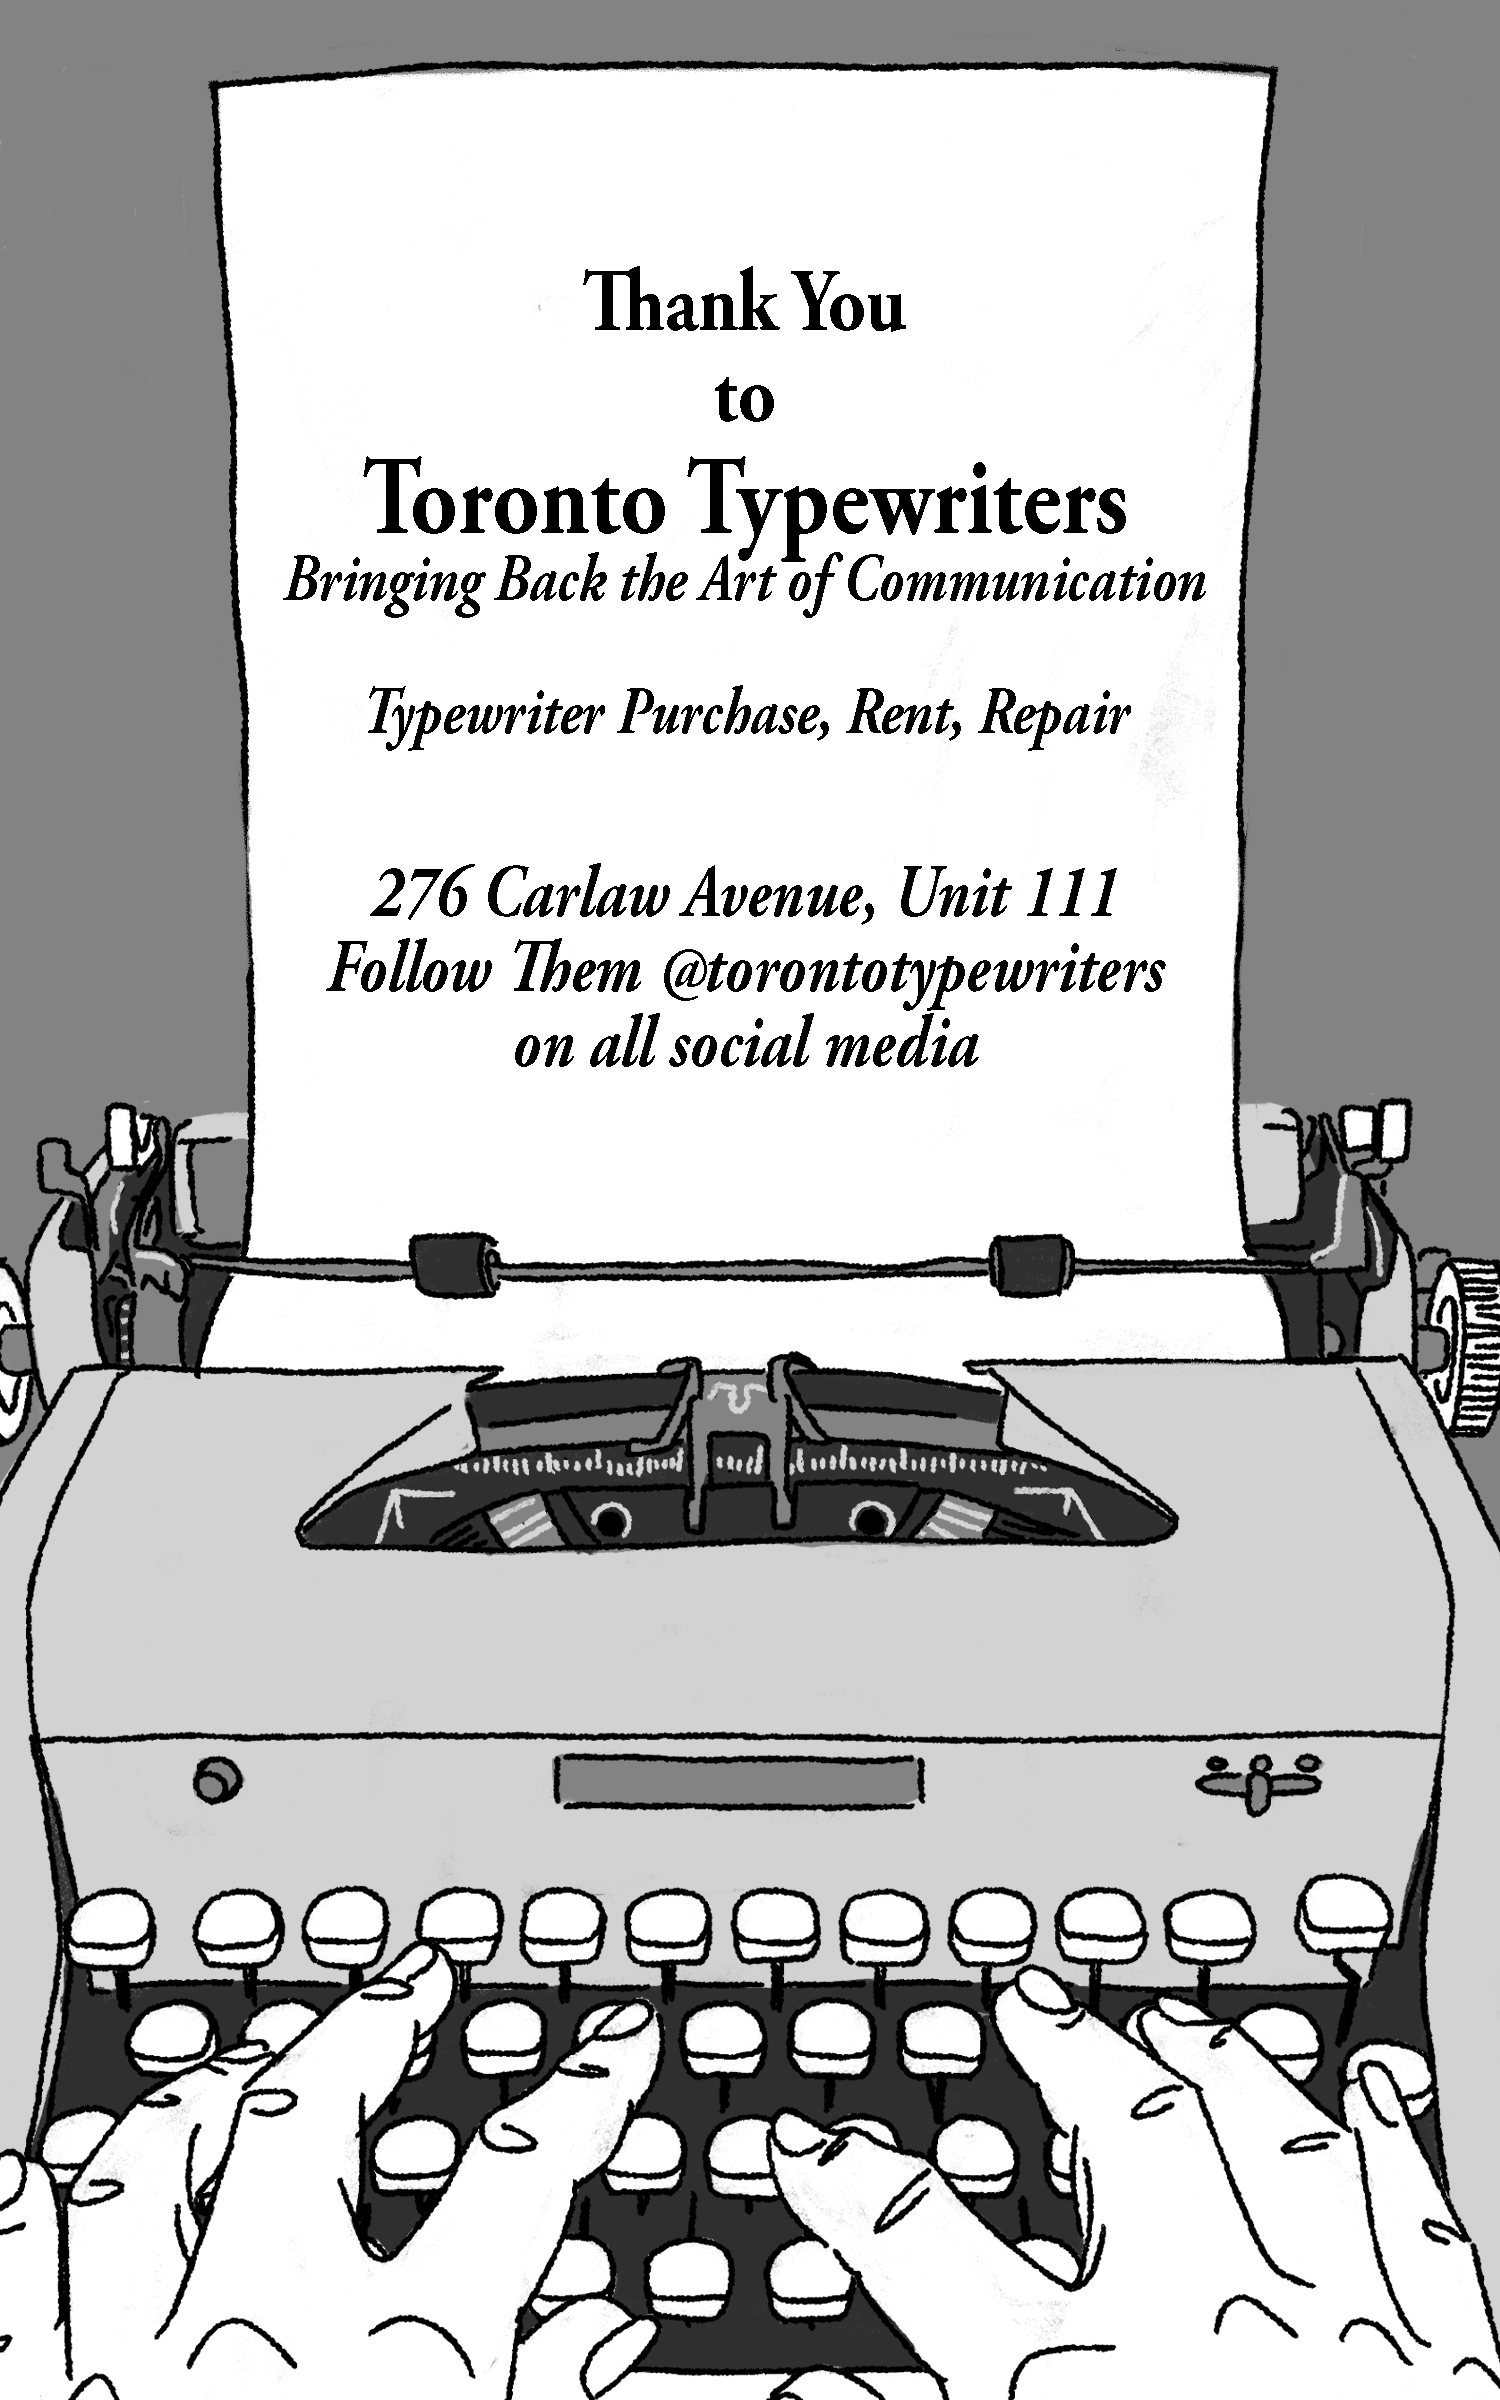 Thank You
to
Toronto Typewriters
Bringing Back the Art of Communication
Typewriter Purchase, Rent, Repair
276 Carlaw Avenue, Unit 111
Follow Them @torontotypewriters
on all social media